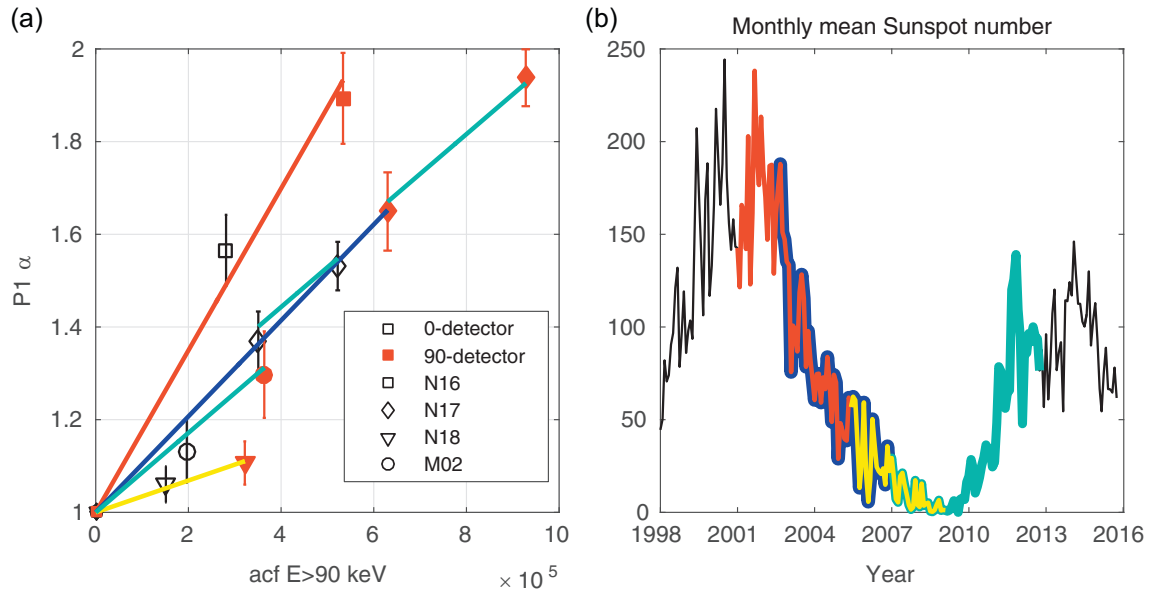 (a)
2
1.8
1.6
1.4
1.2
1
P1 α
0-detector
90-detector
N16
N17
N18
M02
0 2 4 6 8 10
acf E>90 keV
× 10 5
(b)
Monthly mean Sunspot number
250
200
150
100
50
0
1998 2001 2004 2007 2010 2013 2016
Year